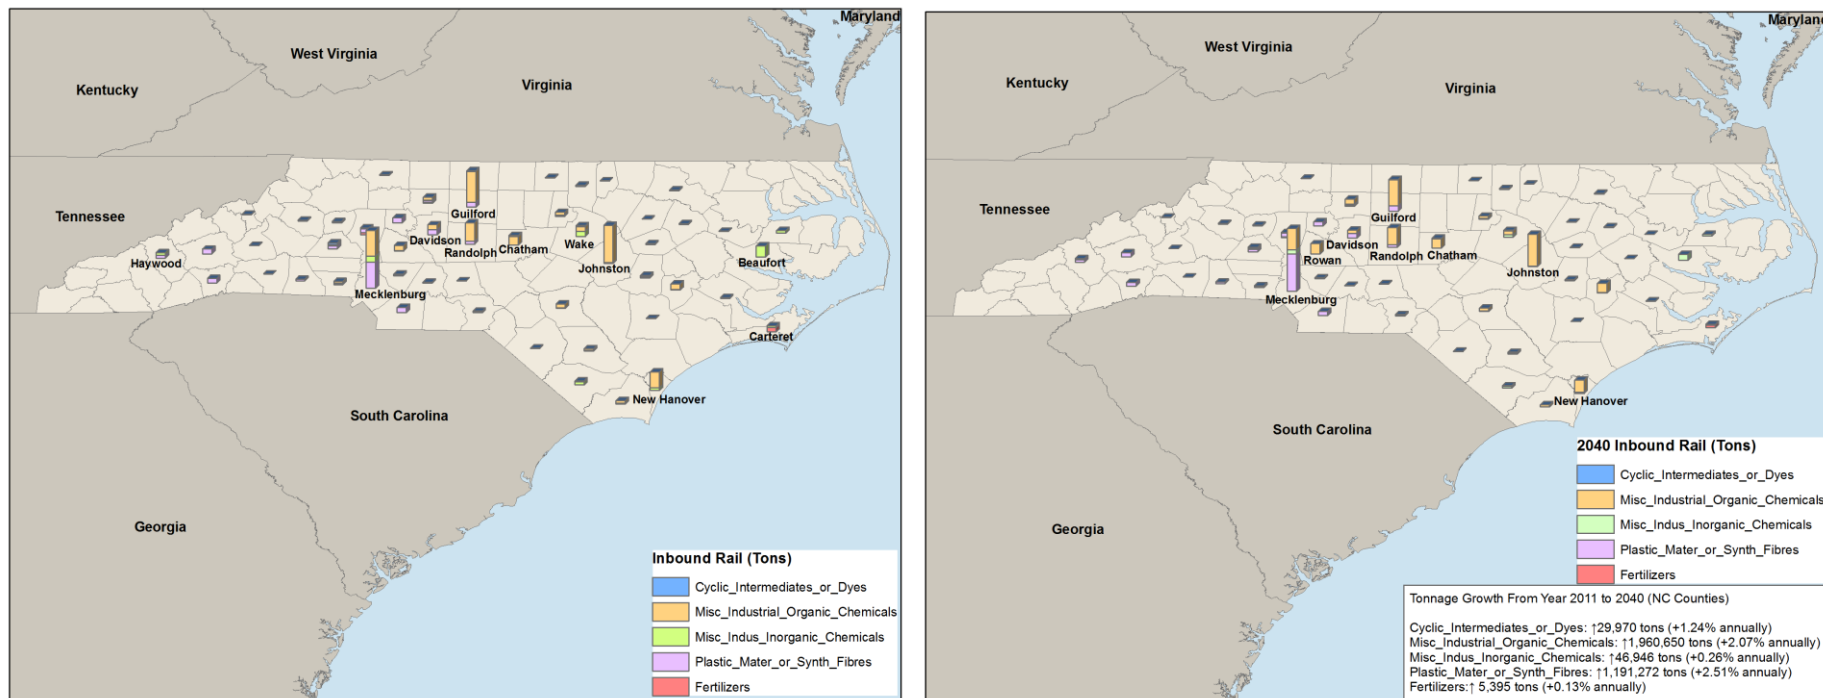 Maryland
West Virginia
Kentucky
Virginia
Tennessee
Guilford
Davidson
Randolph
Chatham
Wake
Johnston
Haywood
Beaufort
Mecklenburg
Carteret
New Hanover
South Carolina
Georgia
Inbound Rail (Tons)
Cyclic_Intermediates_or_Dyes
Misc_Industrial_Organic_Chemicals
Misc_Indus_Inorganic_Chemicals
Plastic_Mater_or_Synth_Fibres
Fertilizers
Maryland
West Virginia
Kentucky
Virginia
Tennessee
Guilford
Davidson
Rowan
Randolph
Chatham
Johnston
Mecklenburg
New Hanover
South Carolina
Georgia
2040 Inbound Rail (Tons)
Cyclic_Intermediates_or_Dyes
Misc_Industrial_Organic_Chemicals
Misc_Indus_Inorganic_Chemicals
Plastic_Mater_or_Synth_Fibres
Fertilizers
Tonnage Growth From Year 2011 to 2040 (NC Counties)
Cyclic_Intermediates_or_Dyes: ↑29,970 tons (+1.24% annually)
Misc_Industrial_Organic_Chemicals: ↑1,960,650 tons (+2.07% annually)
Misc_Indus_Inorganic_Chemicals: ↑46,946 tons (+0.26% annually)
Plastic_Mater_or_Synth_Fibres: ↑1,191,272 tons (+2.51% annually)
Fertilizers:↑ 5,395 tons (+0.13% annually)